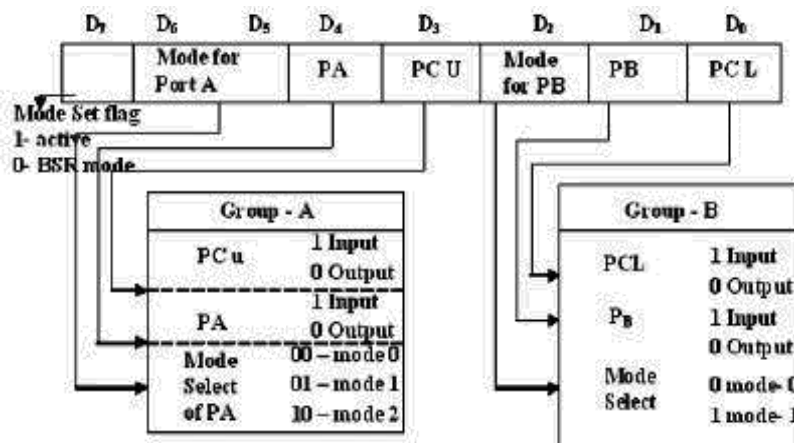 D7 D6 D5 D4 D3 D2 D1 D0
Mode for Port A
PA
PC U
Mode for PB
PB
PC L
Mode Set flag
1- active
0- BSR mode
Group - A
PC u
1 Input
0 Output
PA
1 Input
0 Output
Mode Select of PA
00 – mode 0
01 – mode 1
10 – mode 2
Group - B
PCL
1 Input
0 Output
PB
1 Input
0 Output
Mode Select
0 mode- 0
1 mode- 1